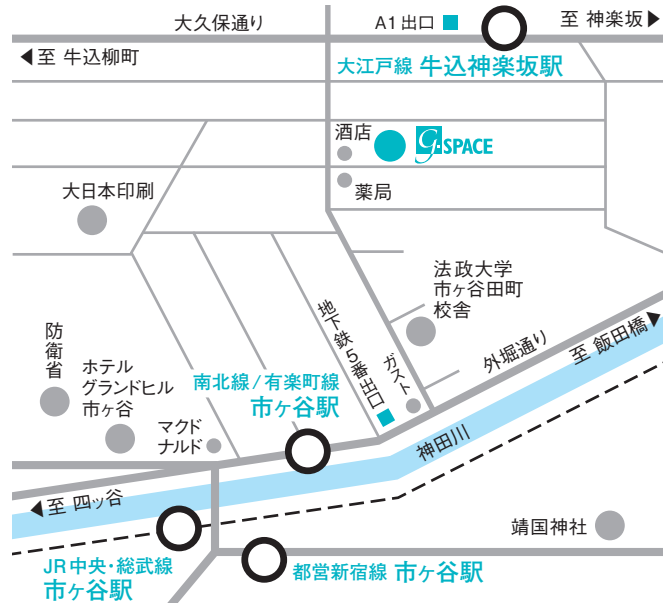 大久保通り
A1 出口
至 神楽坂▶
◀至 牛込柳町
大江戸線 牛込神楽坂駅
酒店
g SPACE
薬局
大日本印刷
法政大学
市ヶ谷田町
校舎
地下鉄5番出口
ガスト
外堀通り
至 飯田橋▶
防衛省
ホテル
グランドヒル
市ヶ谷
南北線/有楽町線
市ヶ谷駅
マクド
ナルド
神田川
◀至 四ッ谷
靖国神社
JR中央・総武線
市ヶ谷駅
都営新宿線 市ヶ谷駅